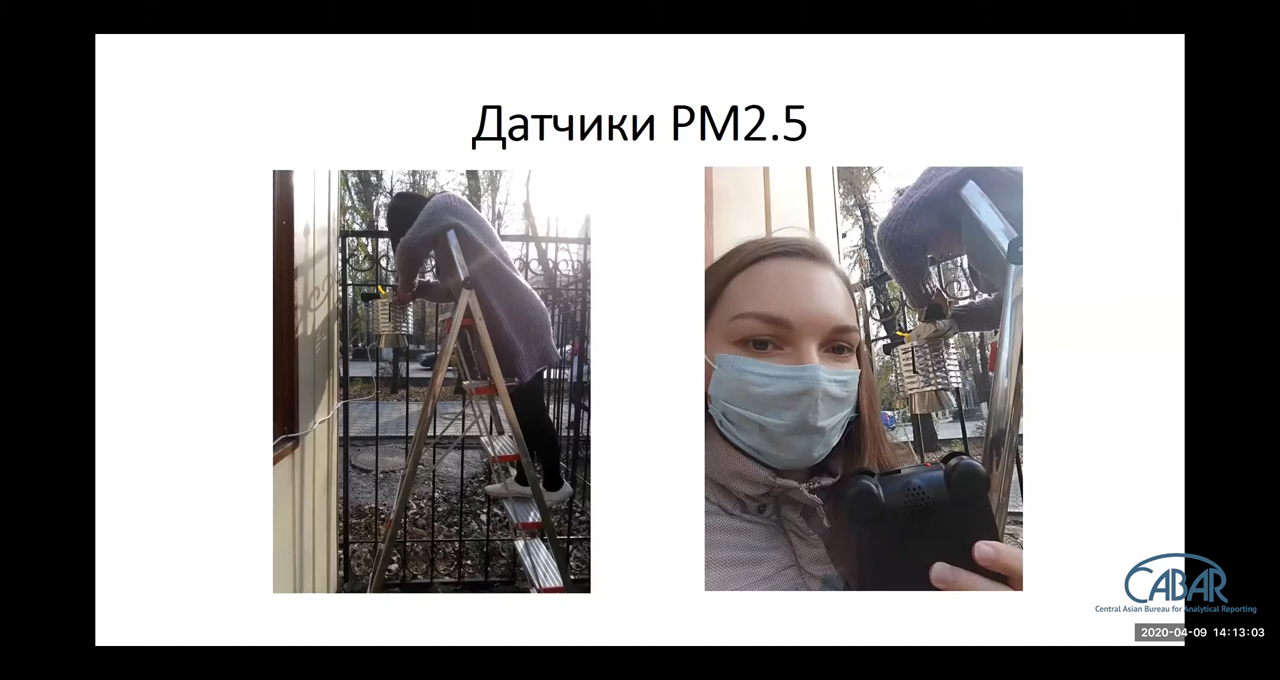 Датчики PM2.5
CABAR
Central Asian Bureau for Analytical Reporting
2020-04-09 14:13:03